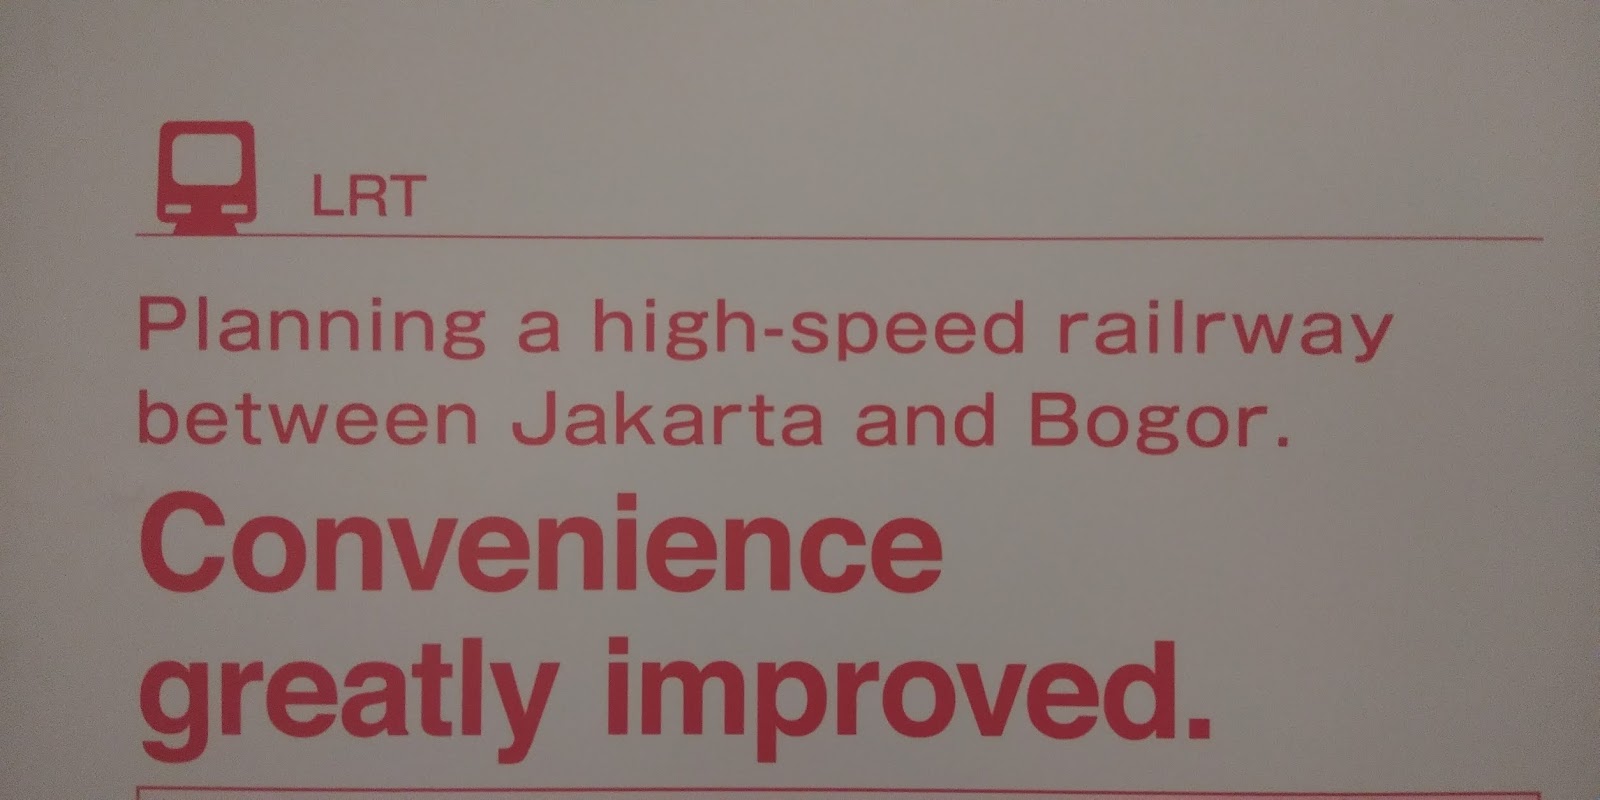 LRT
Planning a high-speed railrway
between Jakarta and Bogor.
Convenience
greatly improved.